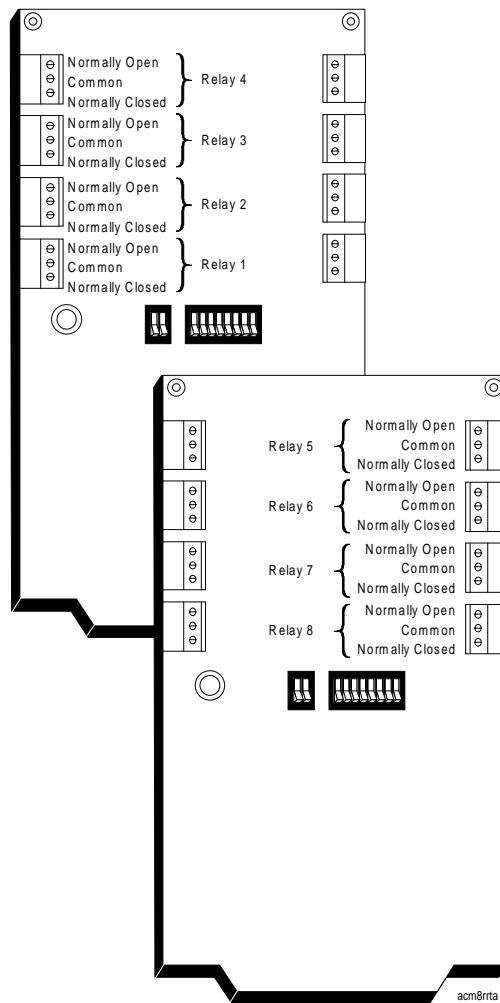 Normally Open
Common
Normally Closed
Relay 4
Normally Open
Common
Normally Closed
Relay 3
Normally Open
Common
Normally Closed
Relay 2
Normally Open
Common
Normally Closed
Relay 1
Relay 5
Normally Open
Common
Normally Closed
Relay 6
Normally Open
Common
Normally Closed
Relay 7
Normally Open
Common
Normally Closed
Relay 8
Normally Open
Common
Normally Closed
acm8rrta